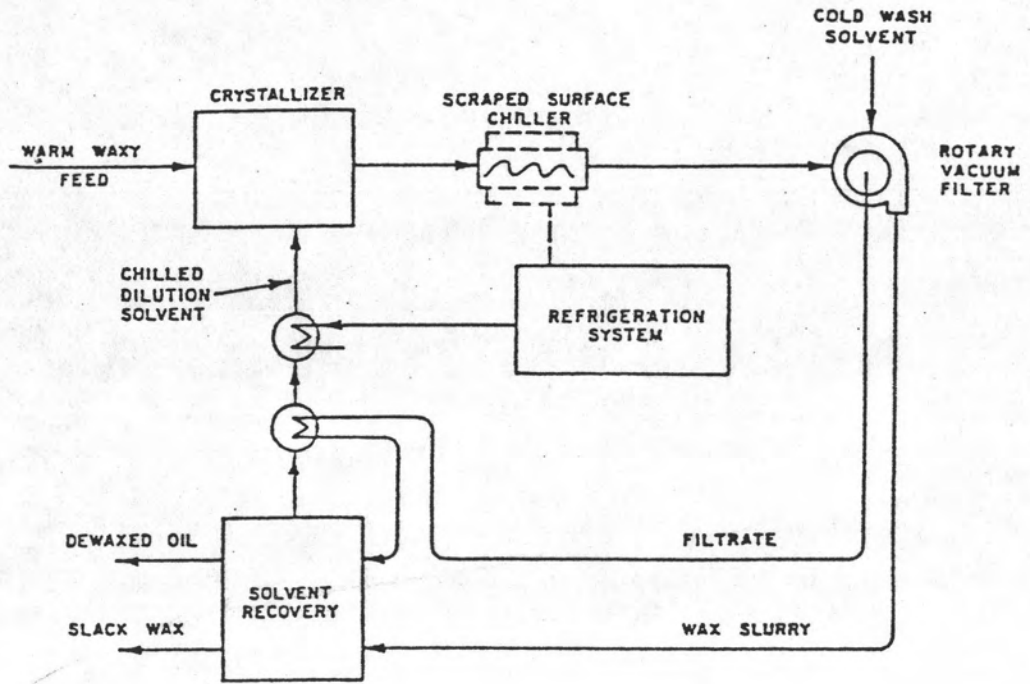 COLD WASH
SOLVENT
CRYSTALLIZER
SCRAPED SURFACE
CHILLER
WARM WAXY
FEED
ROTARY
VACUUM
FILTER
CHILLED
DILUTION
SOLVENT
REFRIGERATION
SYSTEM
DEWAXED OIL
FILTRATE
SOLVENT
RECOVERY
SLACK WAX
WAX SLURRY